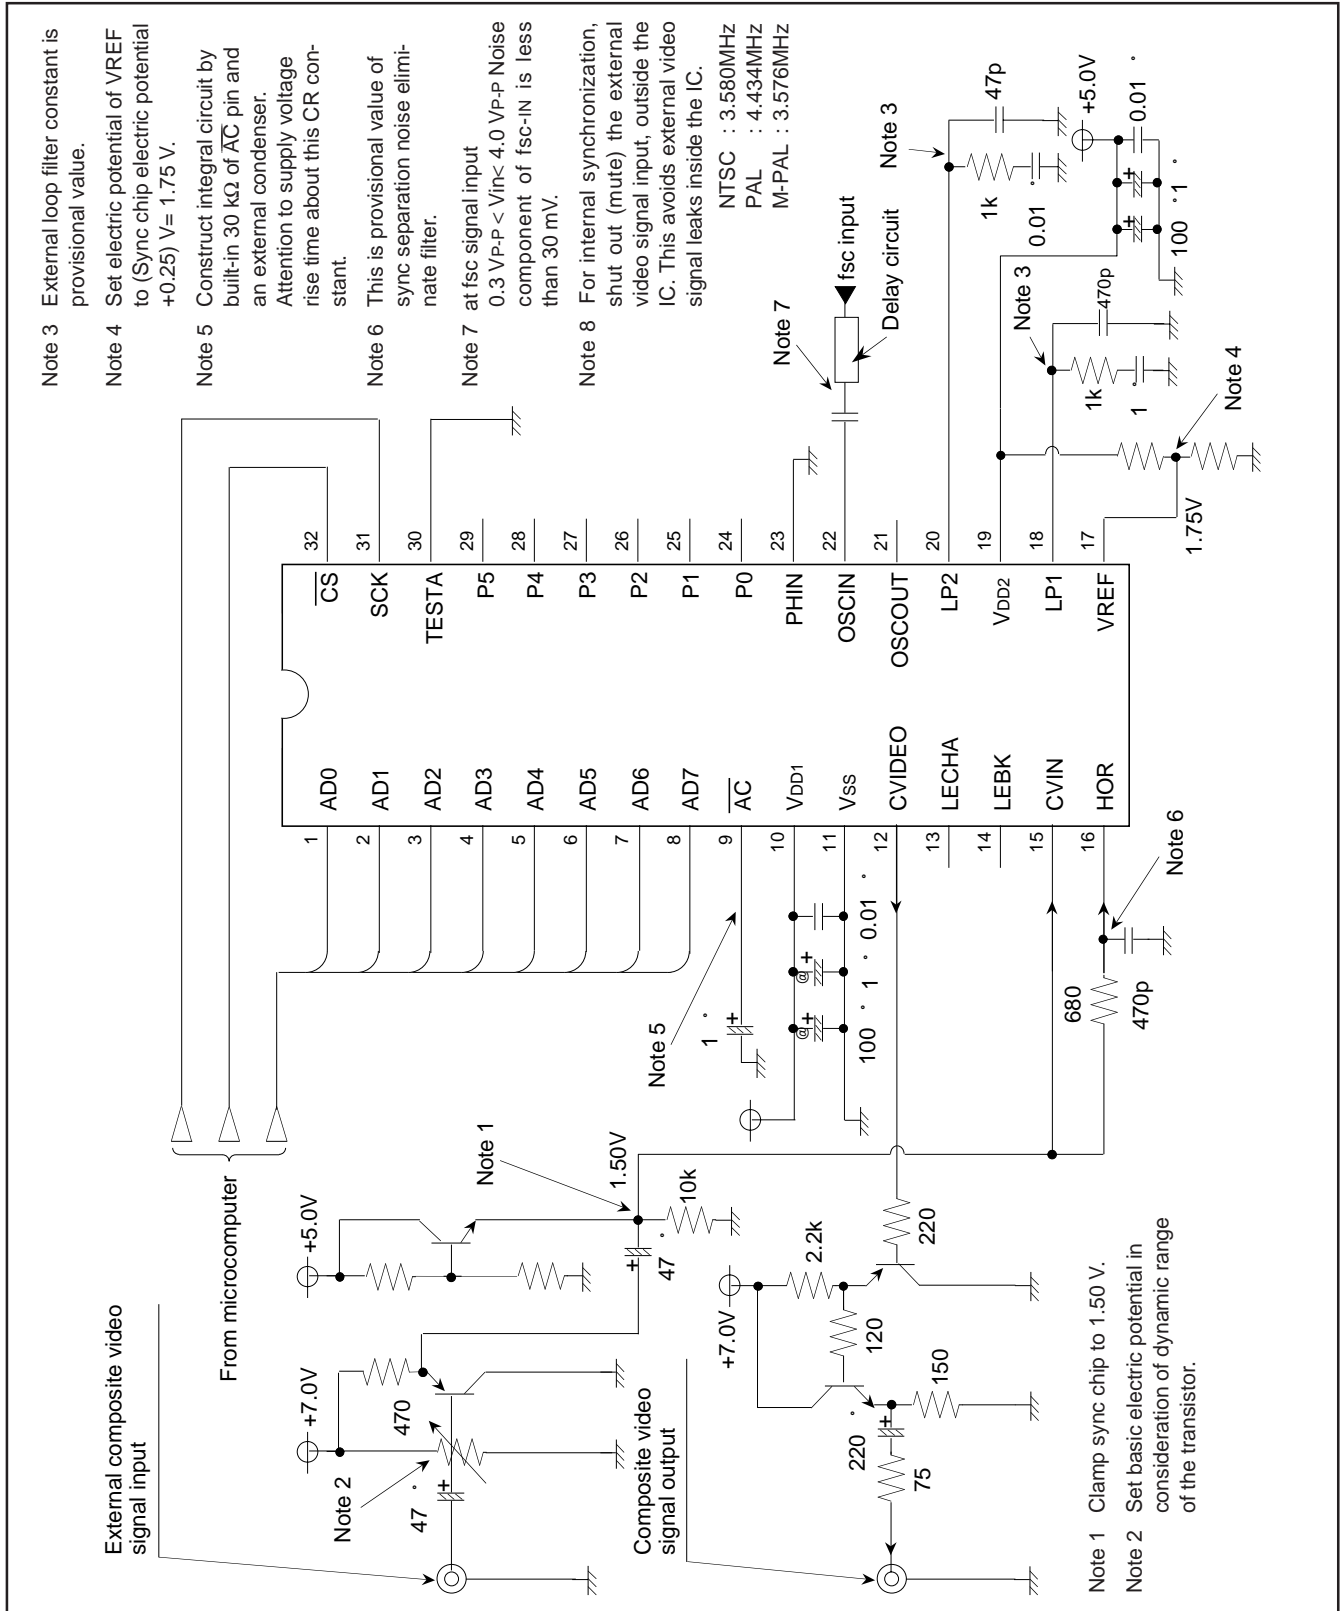 External composite video
signal input
From microcomputer
Note 2
47 °
+7.0V
470
+5.0V
47 °
10k
1.50V
Note 1
Composite video
signal output
75
220 °
150
120
+7.0V
2.2k
220
Note 1 Clamp sync chip to 1.50 V.
Note 2 Set basic electric potential in
consideration of dynamic range
of the transistor.
Note 5
1 °
+
@
+
@
+
100 °
1 °
0.01 °
680
470p
Note 6
1 AD0
2 AD1
3 AD2
4 AD3
5 AD4
6 AD5
7 AD6
8 AD7
9 AC
10 VDD1
11 VSS
12 CVIDEO
13 LECHA
14 LEBK
15 CVIN
16 HOR
CS 32
SCK 31
TESTA 30
P5 29
P4 28
P3 27
P2 26
P1 25
P0 24
PHIN 23
OSCIN 22
OSCOUT 21
LP2 20
VDD2 19
LP1 18
VREF 17
Note 7
fsc input
Delay circuit
Note 3
47p
1k
0.01 °
+5.0V
0.01 °
1 °
100 °
Note 3
470p
1k
1 °
Note 4
1.75V
Note 3 External loop filter constant is
provisional value.
Note 4 Set electric potential of VREF
to (Sync chip electric potential
+0.25) V= 1.75 V.
Note 5 Construct integral circuit by
built-in 30 kΩ of AC pin and
an external condenser.
Attention to supply voltage
rise time about this CR con-
stant.
Note 6 This is provisional value of
sync separation noise elimi-
nate filter.
Note 7 at fsc signal input
0.3 VP-P < Vin< 4.0 VP-P Noise
component of fsc-IN is less
than 30 mV.
Note 8 For internal synchronization,
shut out (mute) the external
video signal input, outside the
IC. This avoids external video
signal leaks inside the IC.
NTSC : 3.580MHz
PAL : 4.434MHz
M-PAL : 3.576MHz